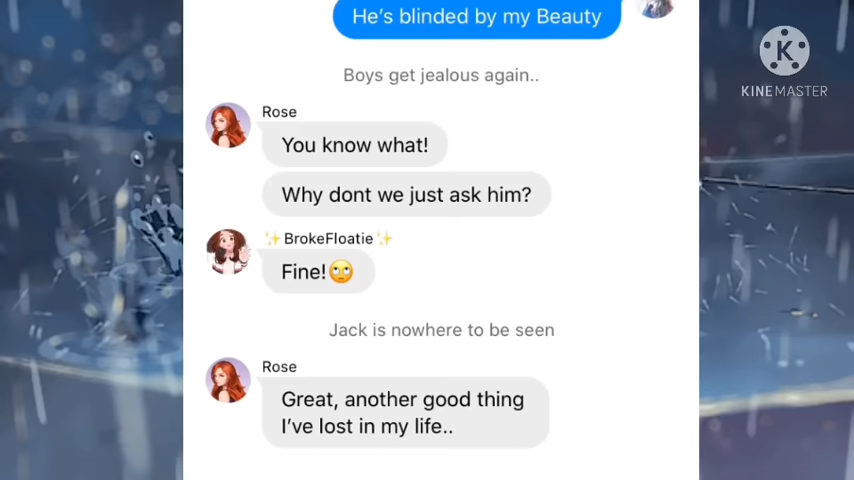 He's blinded by my Beauty
Boys get jealous again..
Rose
You know what!
Why dont we just ask him?
✨BrokeFloatie✨
Fine!🙄
Jack is nowhere to be seen
Rose
Great, another good thing
I've lost in my life..
K
KINEMASTER